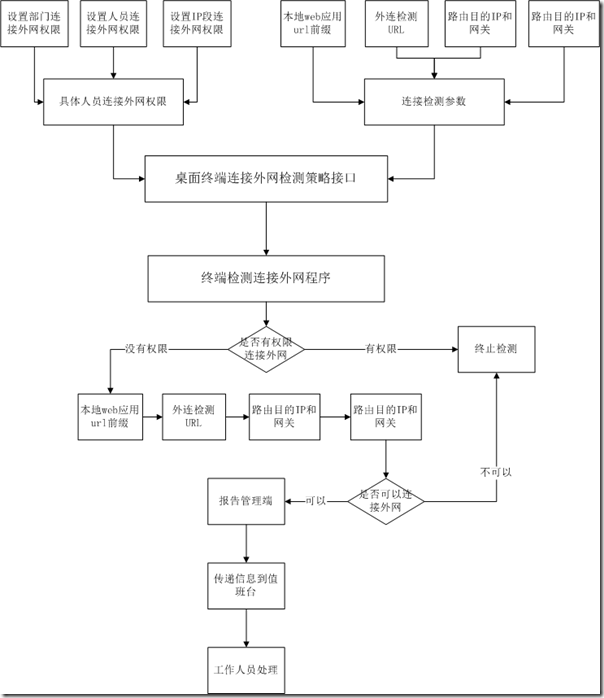 设置部门连
接外网权限
设置人员连
接外网权限
设置IP段连
接外网权限
本地web应用
url前缀
外连检测
URL
路由目的IP和
网关
路由目的IP和
网关
具体人员连接外网权限
连接检测参数
桌面终端连接外网检测策略接口
终端检测连接外网程序
是否有权限
连接外网
没有权限
有权限
终止检测
本地web应用
url前缀
外连检测
URL
路由目的IP和
网关
路由目的IP和
网关
不可以
是否可以连
接外网
可以
报告管理端
传递信息到值
班台
工作人员处理